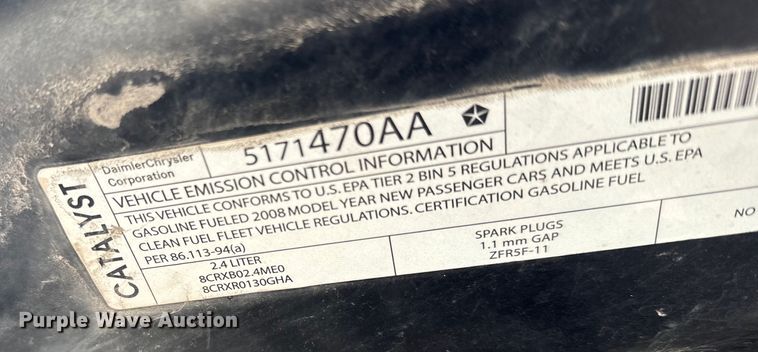 CATALYST
DaimlerChrysler
Corporation
5171470AA
VEHICLE EMISSION CONTROL INFORMATION
THIS VEHICLE CONFORMS TO U.S. EPA TIER 2 BIN 5 REGULATIONS APPLICABLE TO
GASOLINE FUELED 2008 MODEL YEAR NEW PASSENGER CARS AND MEETS U.S. EPA
CLEAN FUEL FLEET VEHICLE REGULATIONS. CERTIFICATION GASOLINE FUEL
PER 86.113-94(a)
2.4 LITER
8CRXB02.4ME0
8CRXR0130GHA
SPARK PLUGS
1.1 mm GAP
ZFR5F-11
NO
Purple Wave Auction